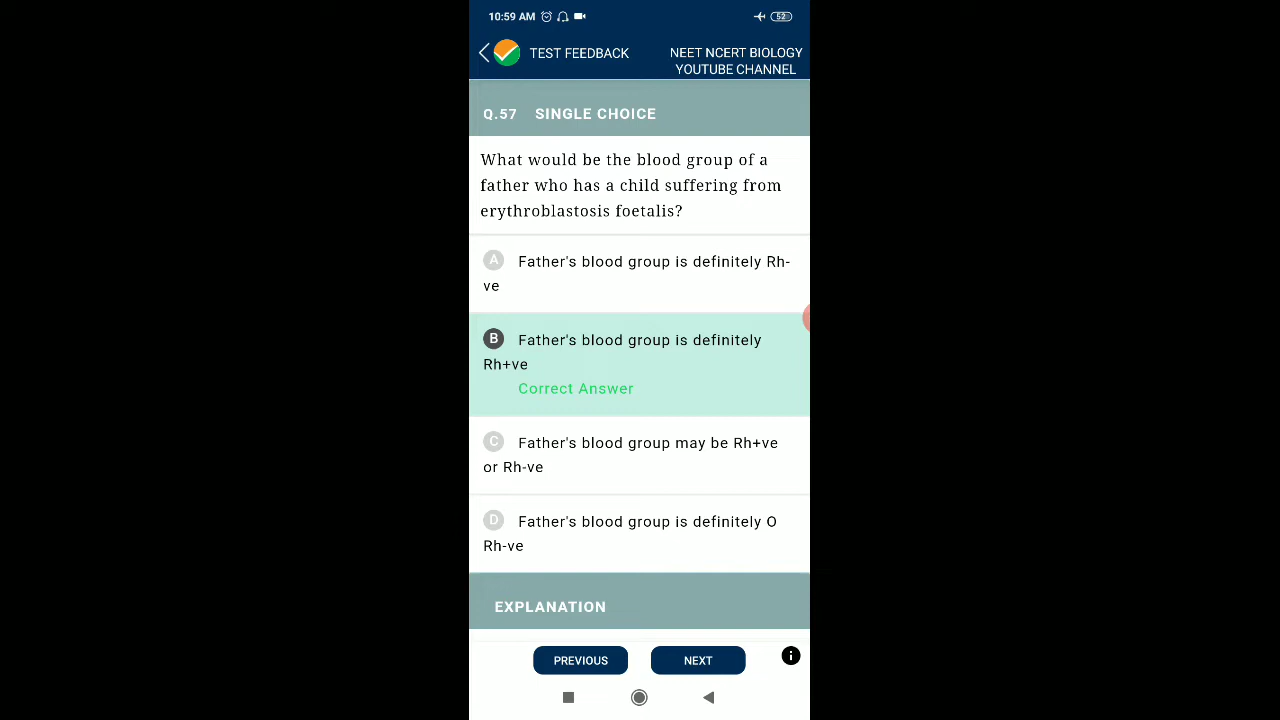 10:59 AM
52
TEST FEEDBACK
NEET NCERT BIOLOGY
YOUTUBE CHANNEL
Q.57 SINGLE CHOICE
What would be the blood group of a
father who has a child suffering from
erythroblastosis foetalis?
A Father's blood group is definitely Rh-
ve
B Father's blood group is definitely
Rh+ve
Correct Answer
C Father's blood group may be Rh+ve
or Rh-ve
D Father's blood group is definitely O
Rh-ve
EXPLANATION
PREVIOUS
NEXT
i